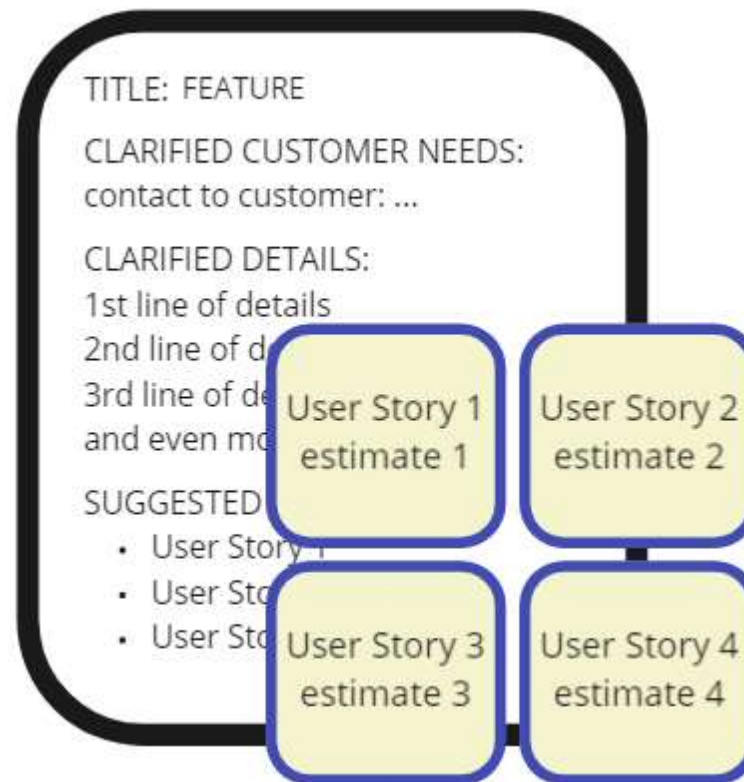 TITLE: FEATURE
CLARIFIED CUSTOMER NEEDS:
contact to customer: ...
CLARIFIED DETAILS:
1st line of details
2nd line of
3rd line of
and even
SUGGESTED
• User Story 1
• User
• User
User Story 1
estimate 1
User Story 2
estimate 2
User Story 3
estimate 3
User Story 4
estimate 4